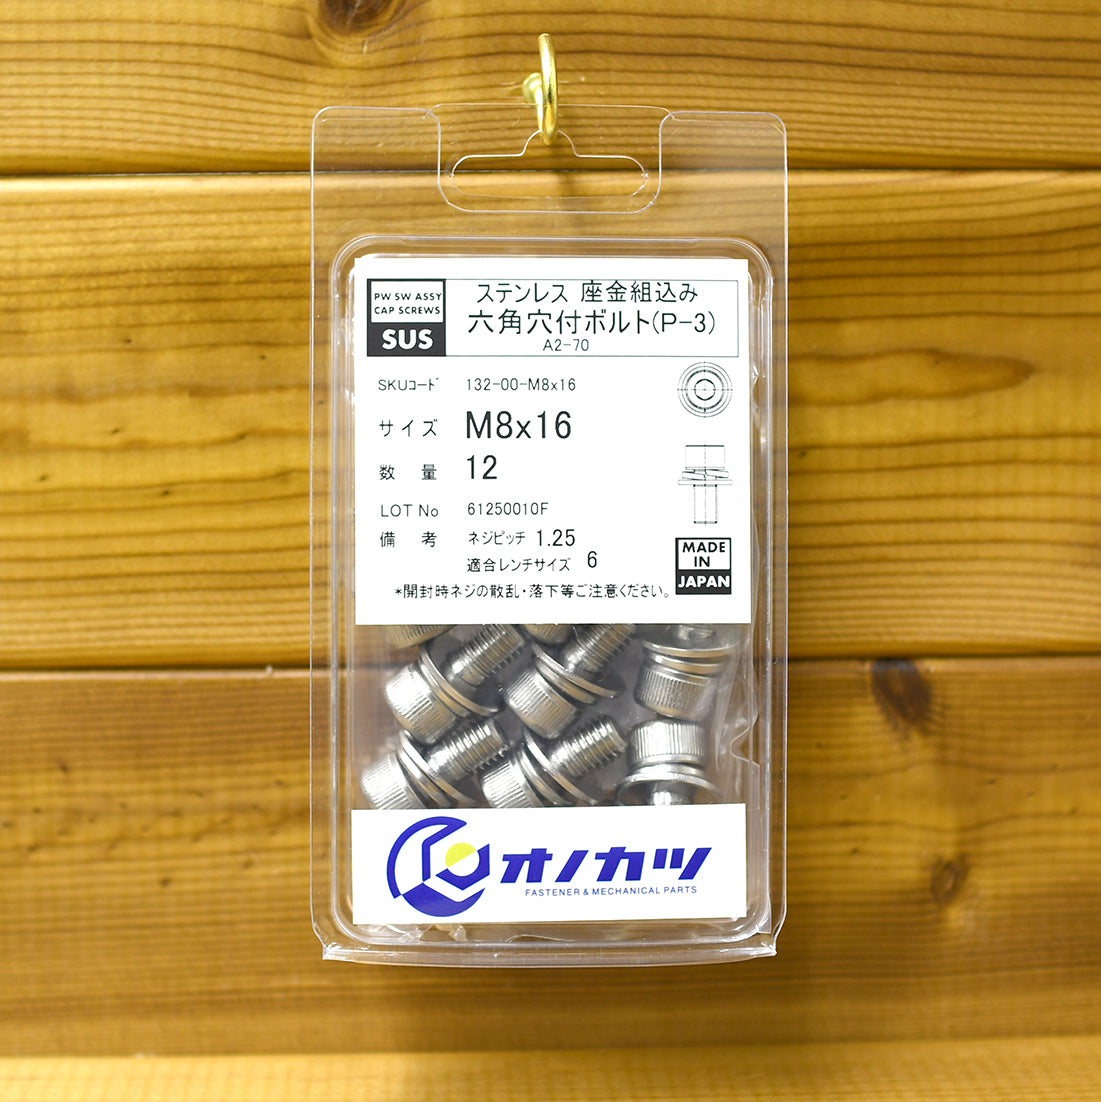 PW SW ASSY
CAP SCREWS
SUS
ステンレス 座金組込み
六角穴付ボルト(P-3)
A2-70
SKUコード 132-00-M8x16
サイズ M8x16
数 量 12
LOT No 61250010F
備 考 ネジピッチ 1.25
適合レンチサイズ 6
*開封時ネジの散乱・落下等ご注意ください。
MADE
IN
JAPAN
オノカツ
FASTENER & MECHANICAL PARTS